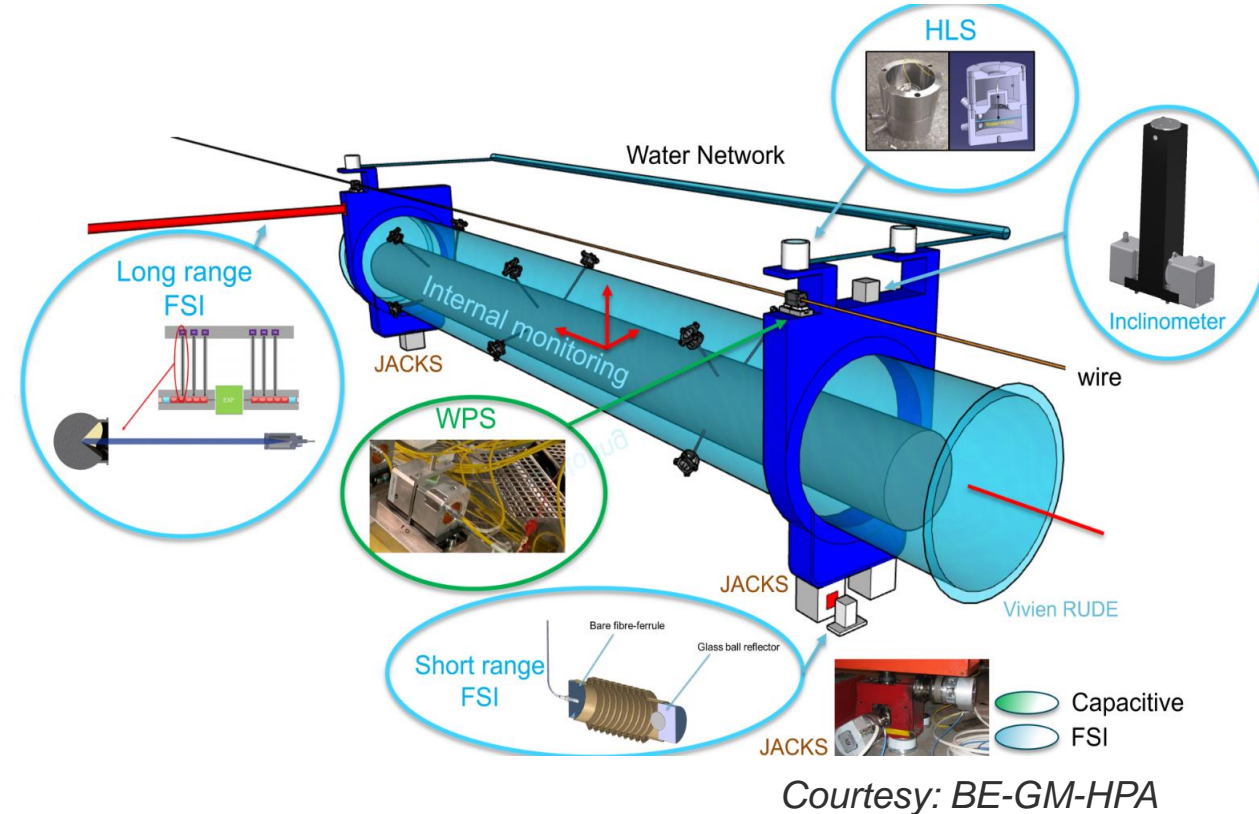 HLS
Water Network
Inclinometer
Long range
FSI
EXP
Internal monitoring
JACKS
wire
WPS
JACKS
Vivien RUDE
Bare fibre-ferrule
Glass ball reflector
Short range
FSI
JACKS
Capacitive
FSI
Courtesy: BE-GM-HPA